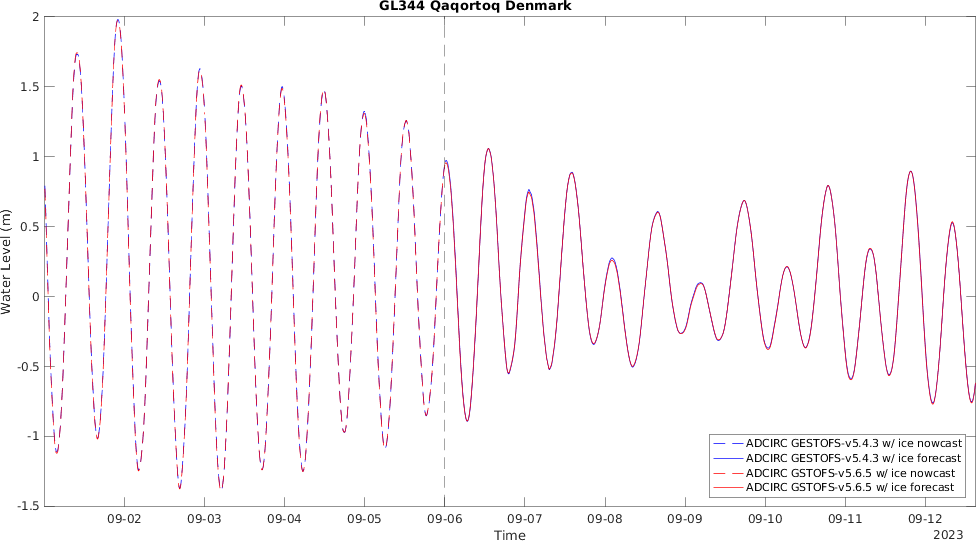 GL344 Qaqortoq Denmark
2
1.5
1
0.5
0
-0.5
-1
-1.5
Water Level (m)
09-02 09-03 09-04 09-05 09-06 09-07 09-08 09-09 09-10 09-11 09-12
Time
2023
ADCIRC GESTOFS-v5.4.3 w/ ice nowcast
ADCIRC GESTOFS-v5.4.3 w/ ice forecast
ADCIRC GSTOFS-v5.6.5 w/ ice nowcast
ADCIRC GSTOFS-v5.6.5 w/ ice forecast